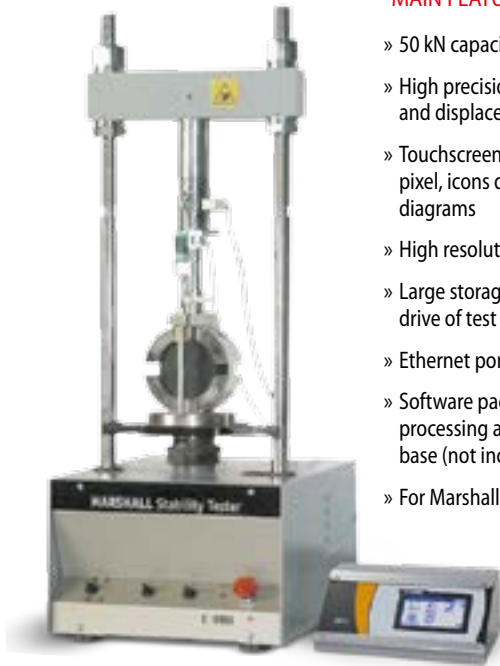 MAIN FEATU
» 50 kN capaci
» High precisio
and displace
» Touchscreen
pixel, icons
diagrams
» High resolut
» Large storag
drive of test
» Ethernet por
» Software pac
processing a
base (not inc
» For Marshall
MARSHALL Stability Tester